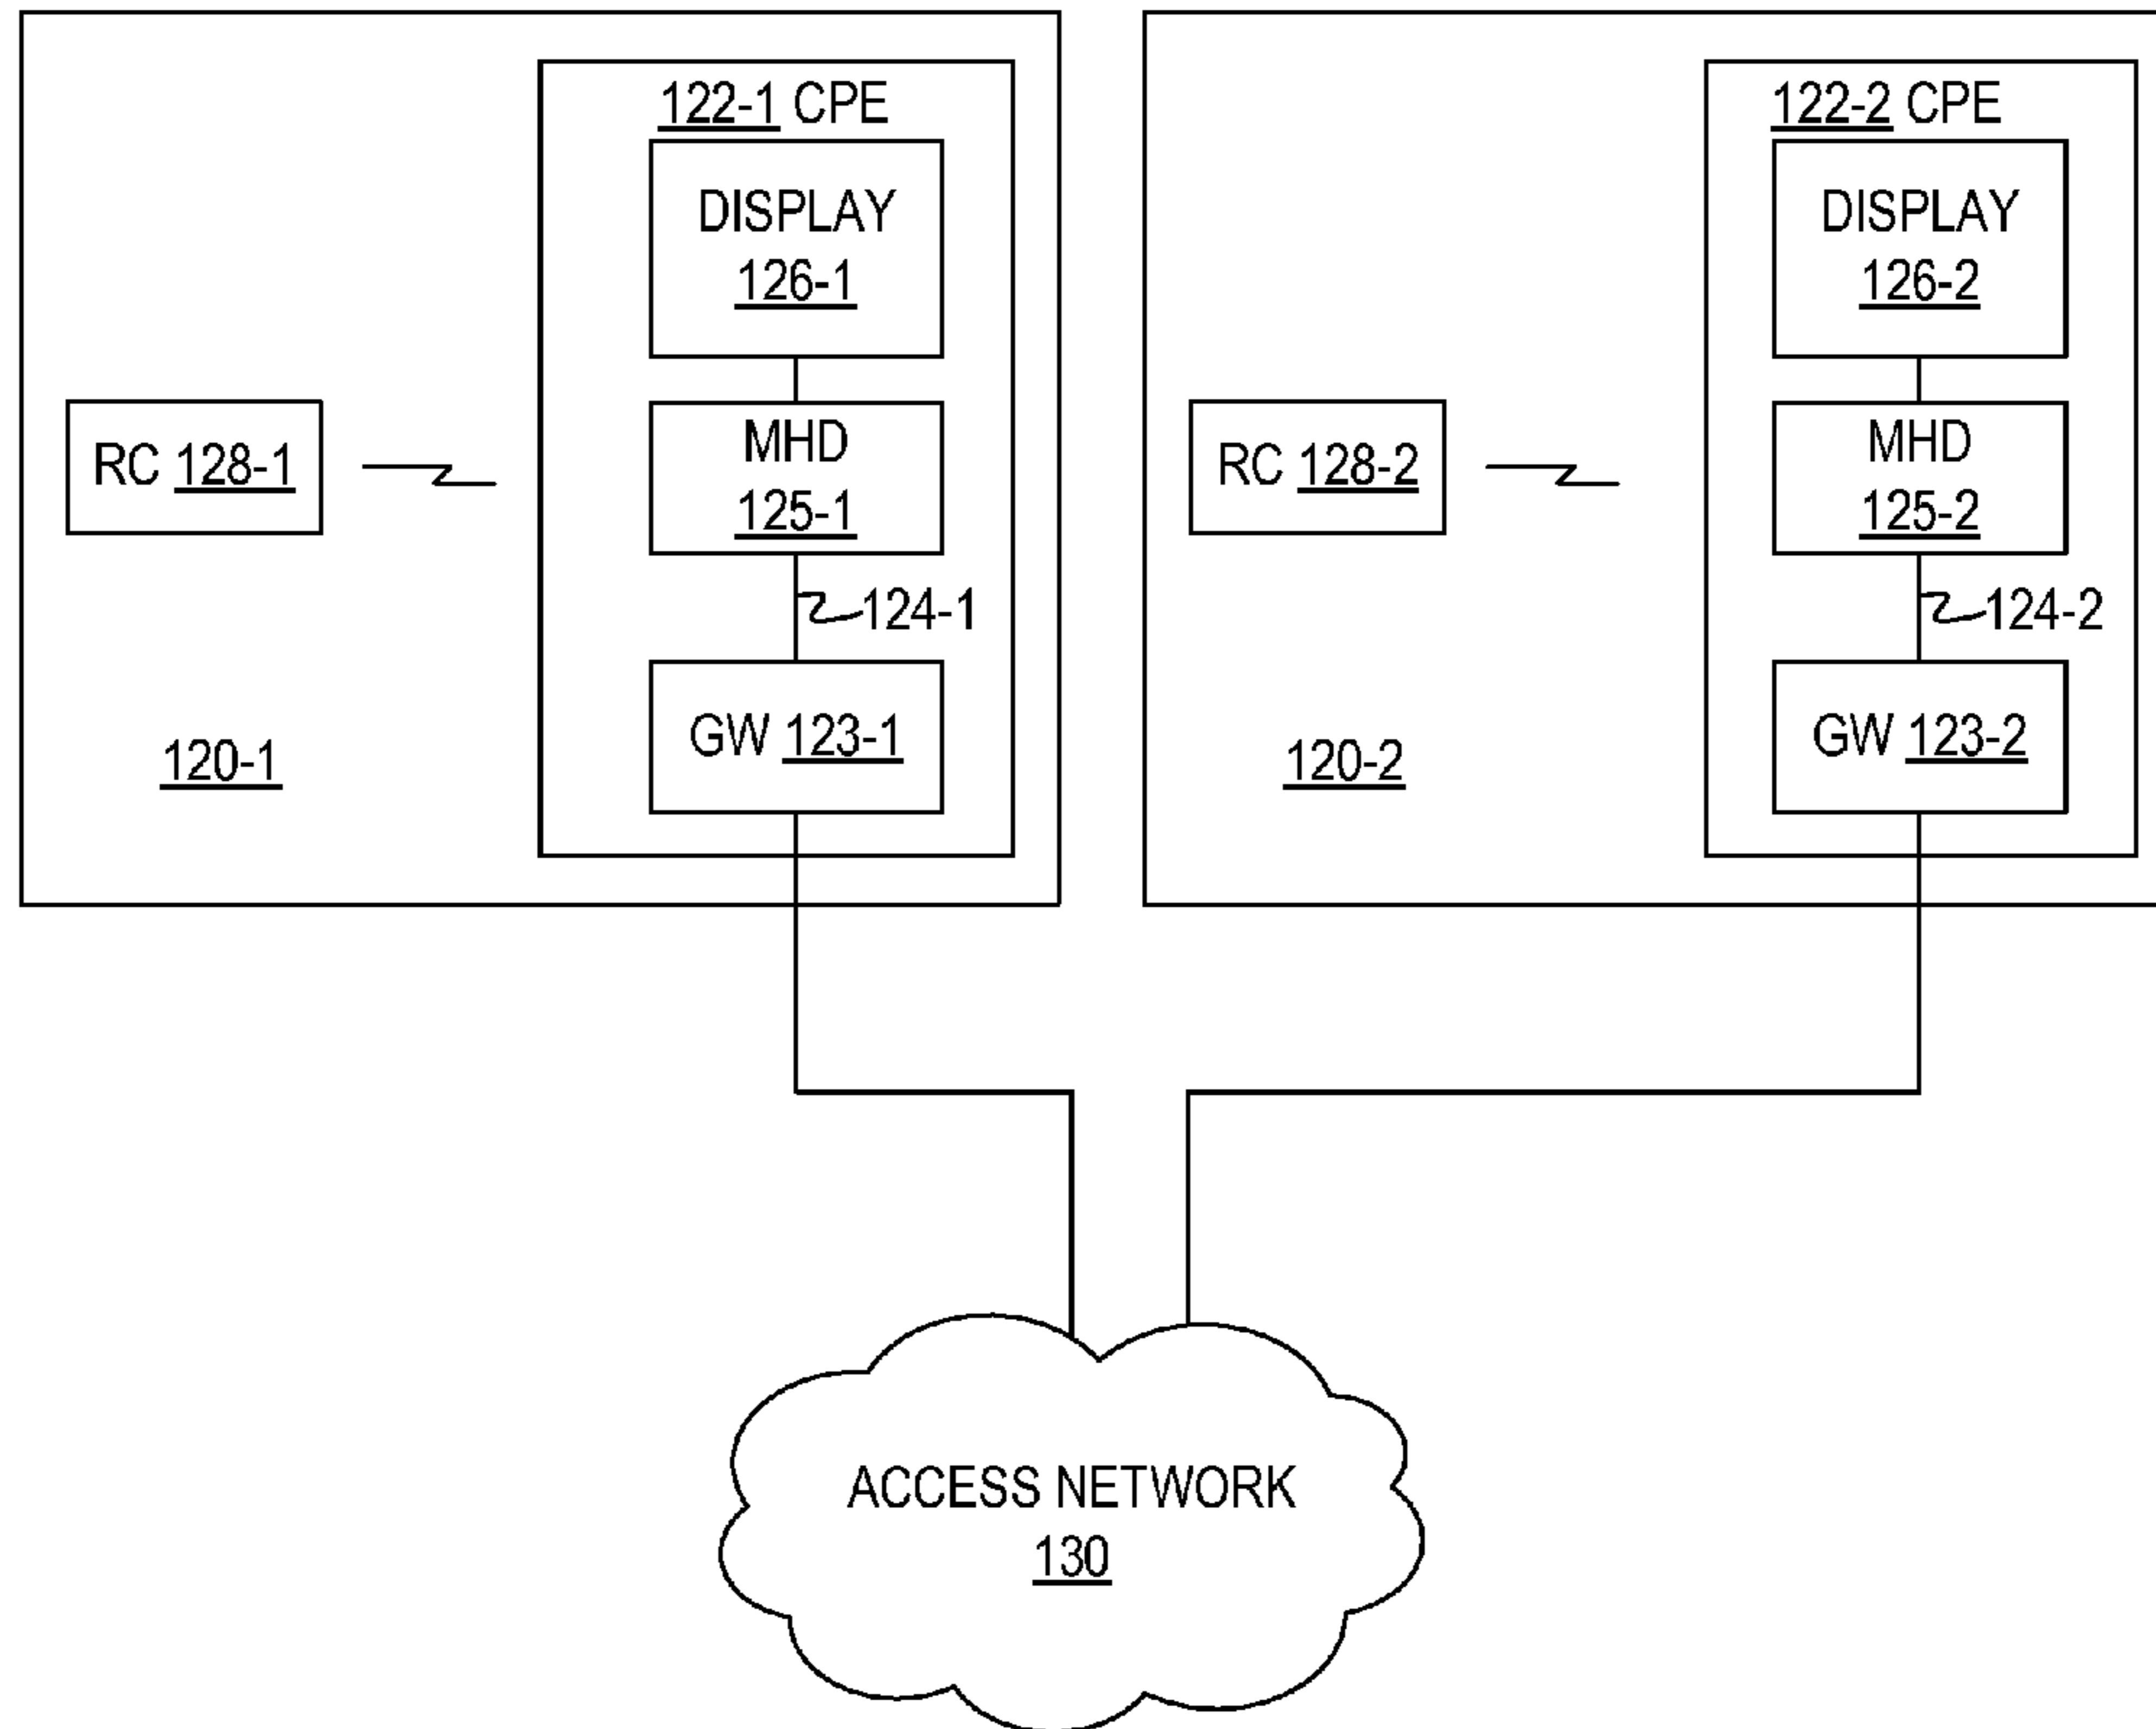 122-1 CPE
DISPLAY
126-1
MHD
125-1
RC 128-1
124-1
GW 123-1
120-1
122-2 CPE
DISPLAY
126-2
MHD
125-2
RC 128-2
124-2
GW 123-2
120-2
ACCESS NETWORK
130